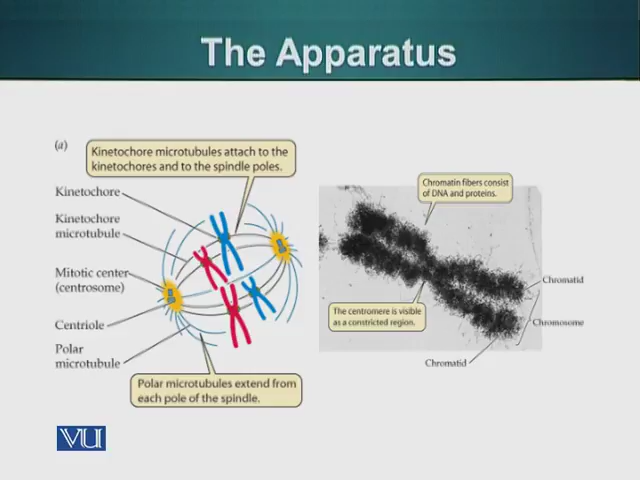 The Apparatus
(a)
Kinetochore microtubules attach to the
kinetochores and to the spindle poles.
Kinetochore
Kinetochore
microtubule
Mitotic center
(centrosome)
Centriole
Polar
microtubule
Polar microtubules extend from
each pole of the spindle.
Chromatin fibers consist
of DNA and proteins.
The centromere is visible
as a constricted region.
Chromatid
Chromosome
Chromatid
VU